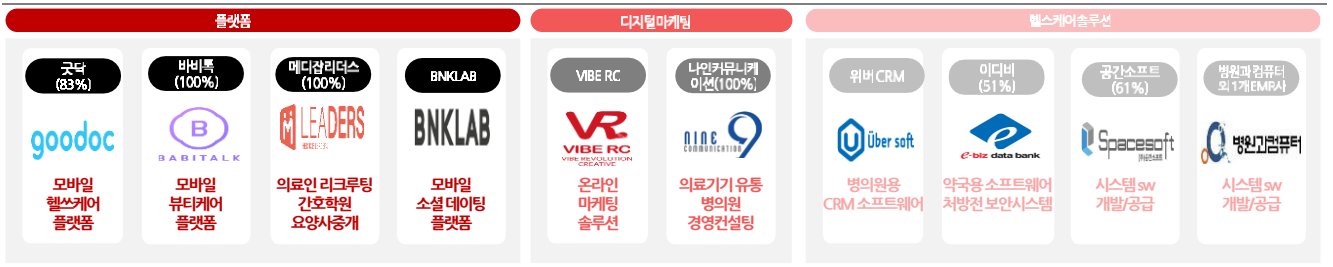 플랫폼
굿닥
(83%)
goodoc
모바일
헬쓰케어
플랫폼
바비톡
(100%)
B
BABITALK
모바일
뷰티케어
플랫폼
메디잡리더스
(100%)
LEADERS
의료인 리크루팅
간호학원
요양사중개
BNKLAB
BNKLAB
모바일
소셜 데이팅
플랫폼
디지털마케팅
VIBE RC
VR
VIBE RC
VIBE REVOLUTION
CREATIVE
온라인
마케팅
솔루션
나인커뮤니케
이션(100%)
NINE
communication
9
의료기기 유통
병의원
경영컨설팅
헬스케어솔루션
위버 CRM
Über soft
병의원용
CRM 소프트웨어
이디비
(51%)
e-biz data bank
약국용 소프트웨어
처방전 보안시스템
공간소프트
(61%)
Spacesoft
시스템 sw
개발/공급
병원과 컴퓨터
외 1개 EMR사
병원과컴퓨터
시스템 sw
개발/공급